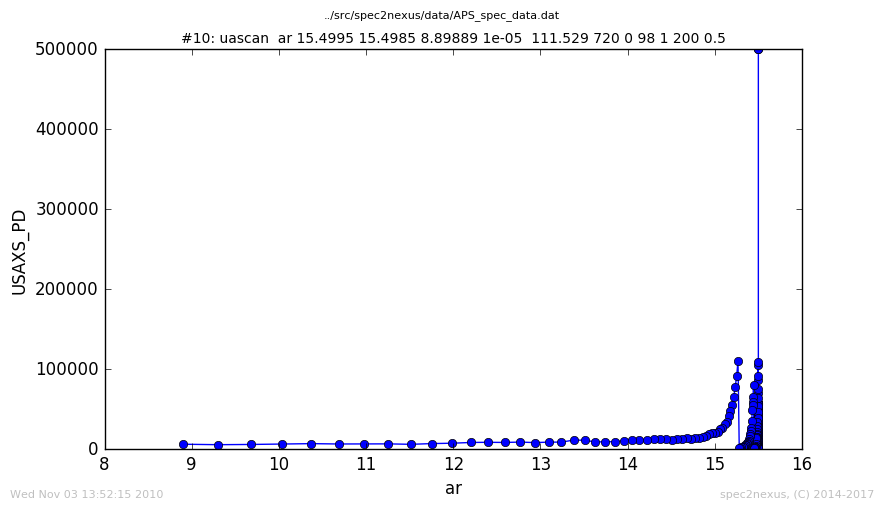 ../src/spec2nexus/data/APS_spec_data.dat
#10: uascan  ar 15.4995 15.4985 8.89889 1e-05  111.529 720 0 98 1 200 0.5
500000
400000
300000
200000
100000
0
USAXS_PD
8 9 10 11 12 13 14 15 16
ar
Wed Nov 03 13:52:15 2010
spec2nexus, (C) 2014-2017